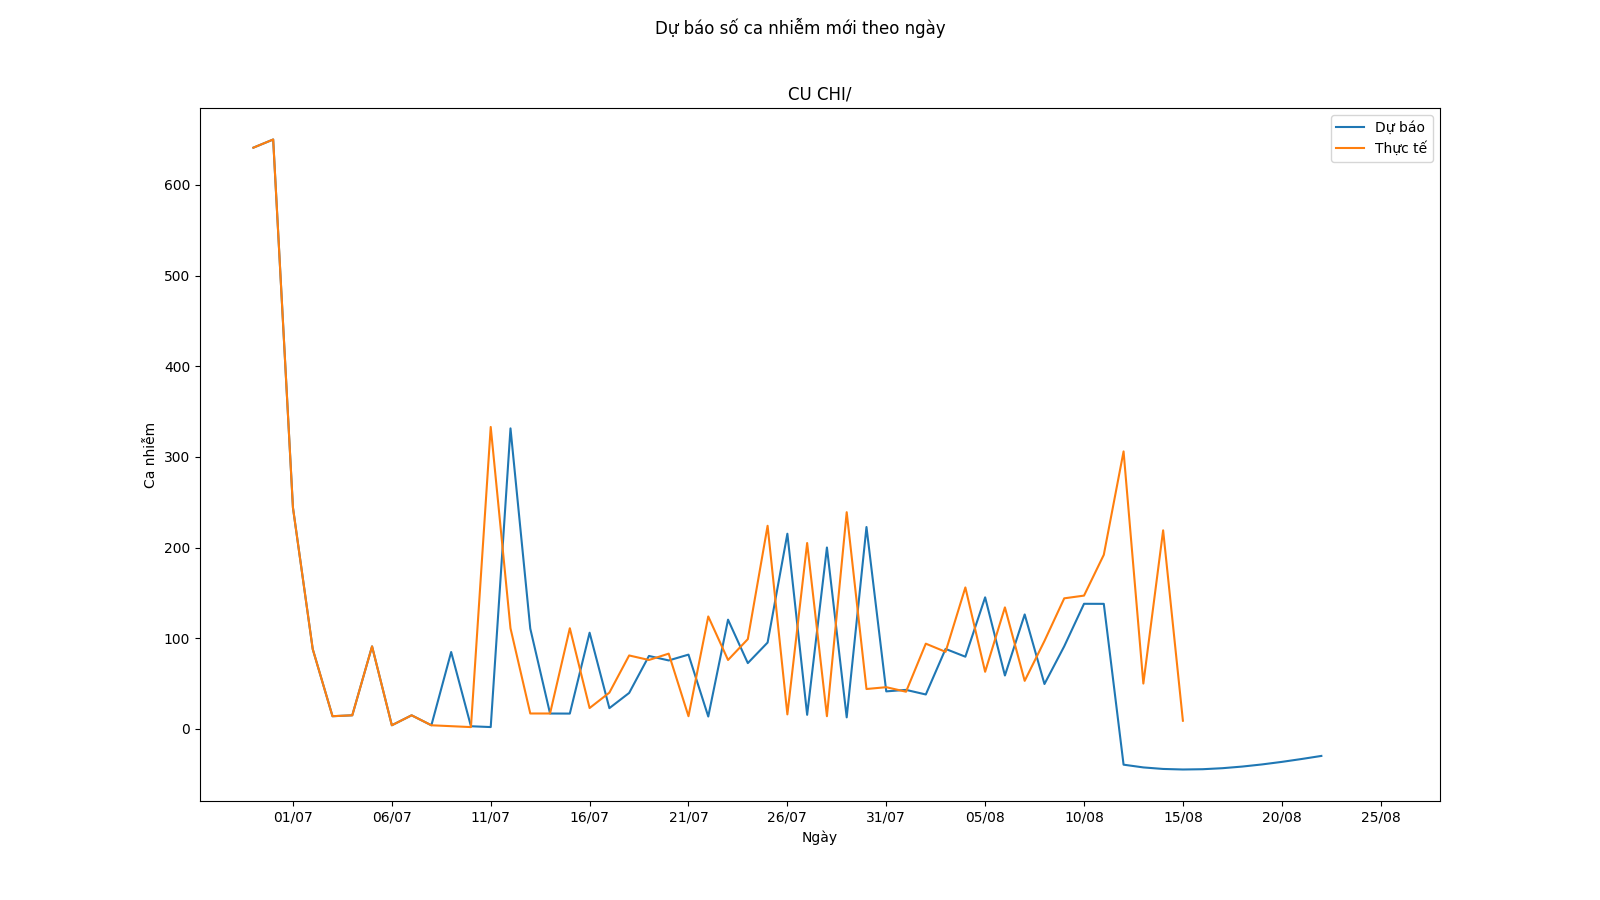 Dự báo số ca nhiễm mới theo ngày
CU CHI/
Dự báo
Thực tế
600
500
400
300
200
100
0
Ca nhiễm
01/07 06/07 11/07 16/07 21/07 26/07 31/07 05/08 10/08 15/08 20/08 25/08
Ngày